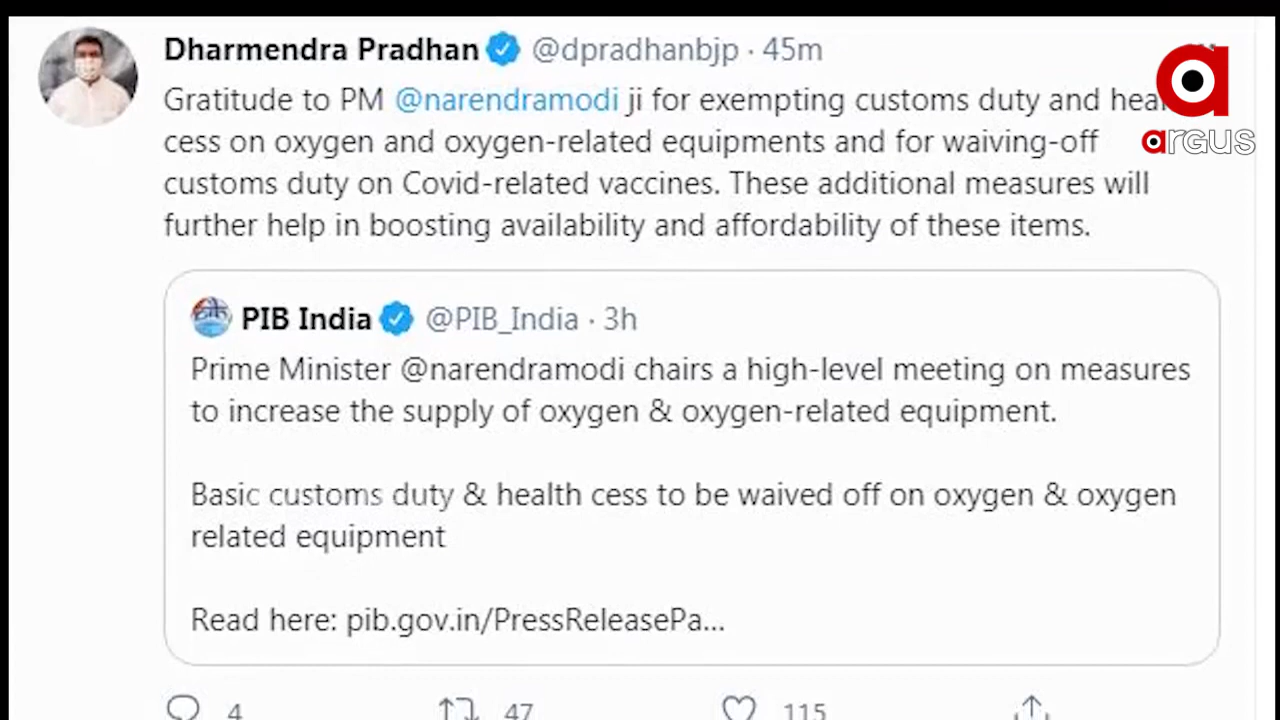 Dharmendra Pradhan @dpradhanbjp · 45m
Gratitude to PM @narendramodi ji for exempting customs duty and
cess on oxygen and oxygen-related equipments and for waiving-off
customs duty on Covid-related vaccines. These additional measures will
further help in boosting availability and affordability of these items.
a
argus
PIB India @PIB_India · 3h
Prime Minister @narendramodi chairs a high-level meeting on measures
to increase the supply of oxygen & oxygen-related equipment.
Basic customs duty & health cess to be waived off on oxygen & oxygen
related equipment
Read here: pib.gov.in/PressReleasePa...
4 47 115